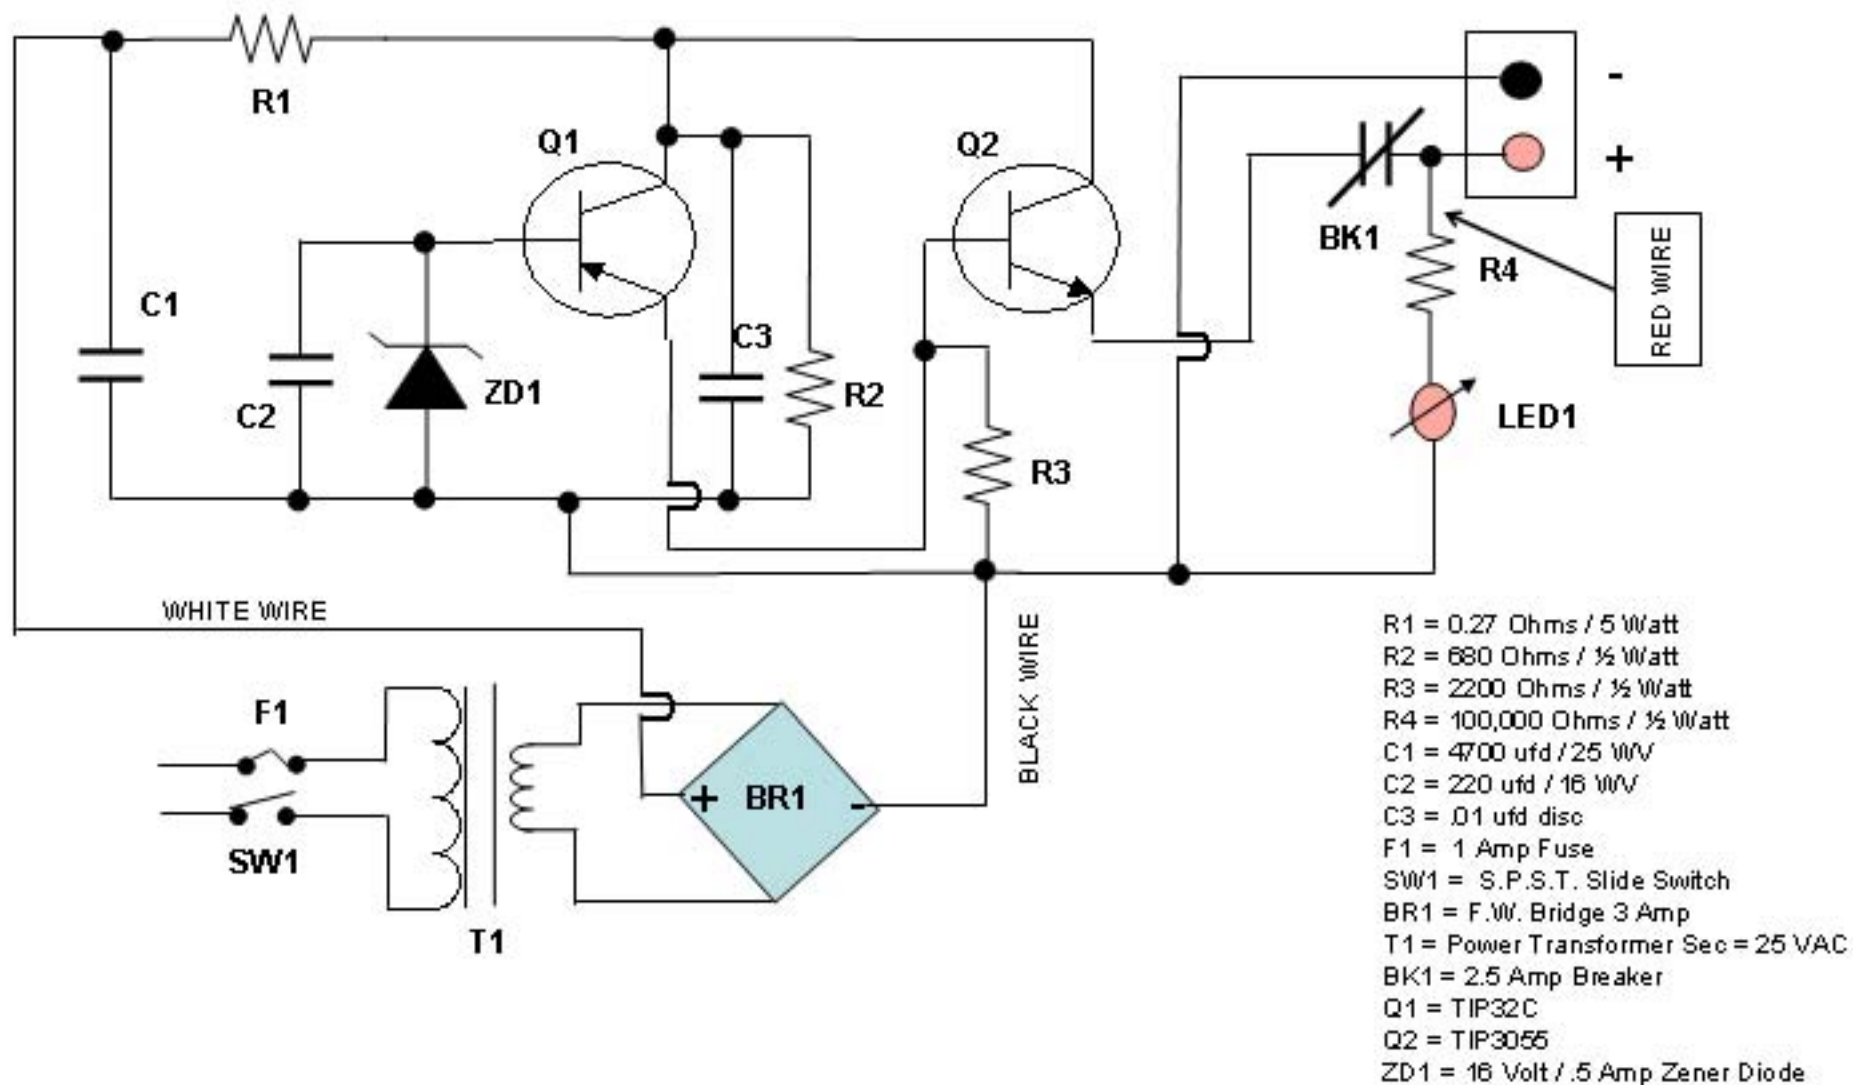 R1
Q1
Q2
-
+
BK1
R4
RED WIRE
C1
C2
ZD1
C3
R2
R3
LED1
WHITE WIRE
BLACK WIRE
F1
SW1
T1
+
BR1
-
R1 = 0.27 Ohms / 5 Watt
R2 = 680 Ohms / ½ Watt
R3 = 2200 Ohms / ½ Watt
R4 = 100,000 Ohms / ½ Watt
C1 = 4700 ufd / 25 WV
C2 = 220 ufd / 16 WV
C3 = .01 ufd disc
F1 = 1 Amp Fuse
SW1 = S.P.S.T. Slide Switch
BR1 = F.W. Bridge 3 Amp
T1 = Power Transformer Sec = 25 VAC
BK1 = 2.5 Amp Breaker
Q1 = TIP32C
Q2 = TIP3055
ZD1 = 16 Volt / .5 Amp Zener Diode